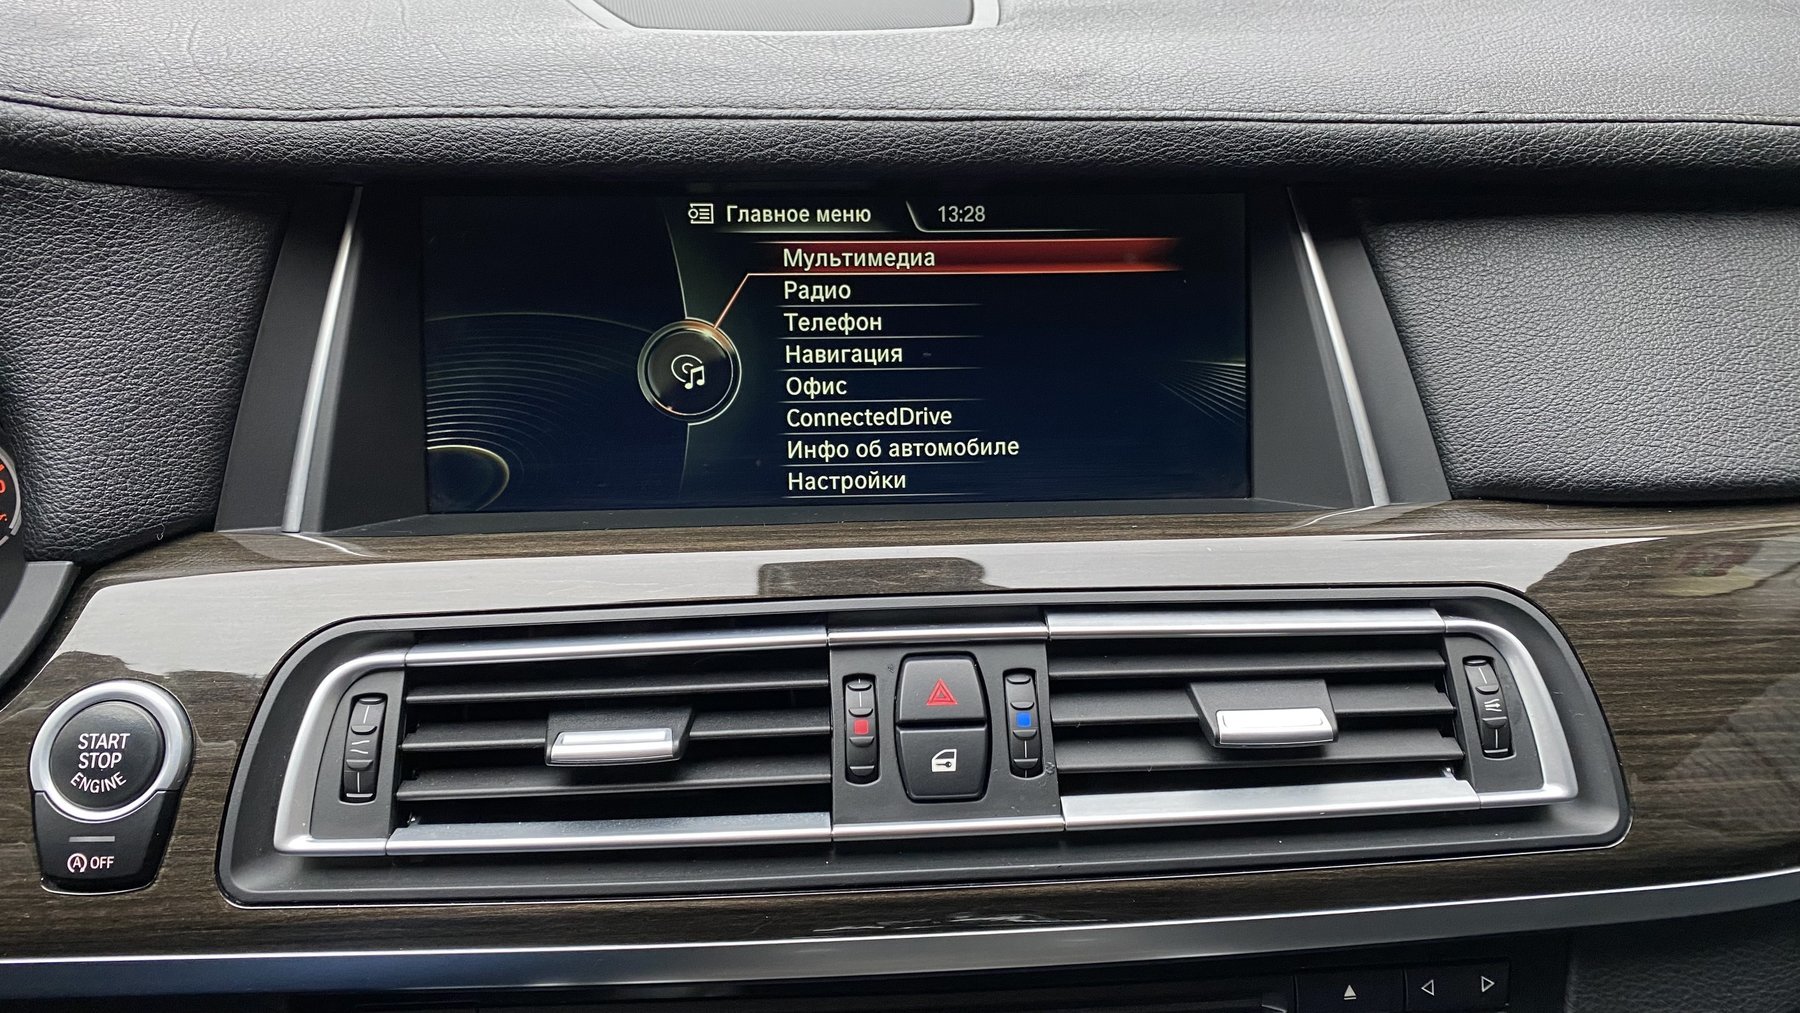 Главное меню 13:28
Мультимедиа
Радио
Телефон
Навигация
Офис
ConnectedDrive
Инфо об автомобиле
Настройки
START
STOP
ENGINE
A OFF